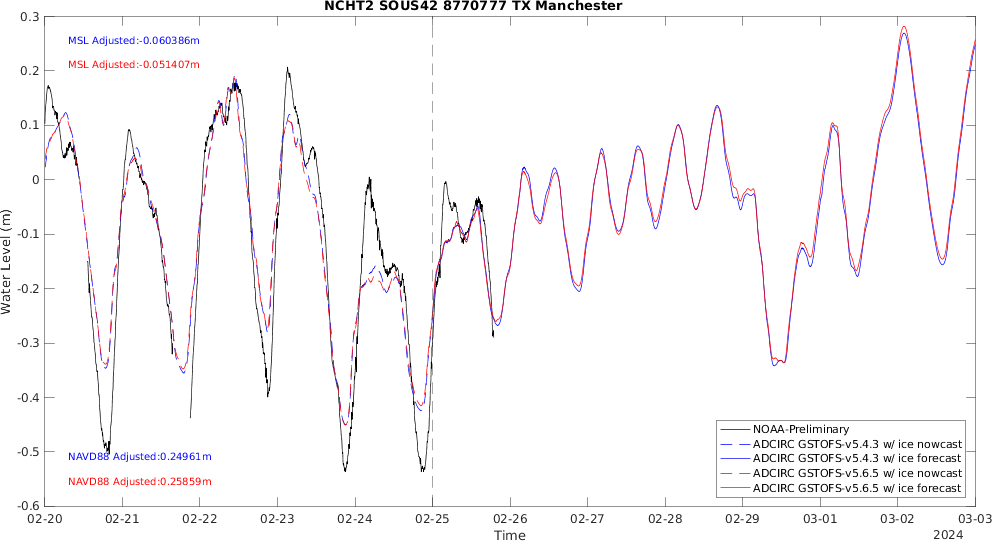 NCHT2 SOUS42 8770777 TX Manchester
0.3
MSL Adjusted:-0.060386m
MSL Adjusted:-0.051407m
0.2
0.1
0
-0.1
-0.2
-0.3
-0.4
-0.5
-0.6
Water Level (m)
NAVD88 Adjusted:0.24961m
NAVD88 Adjusted:0.25859m
NOAA-Preliminary
ADCIRC GSTOFS-v5.4.3 w/ ice nowcast
ADCIRC GSTOFS-v5.4.3 w/ ice forecast
ADCIRC GSTOFS-v5.6.5 w/ ice nowcast
ADCIRC GSTOFS-v5.6.5 w/ ice forecast
02-20 02-21 02-22 02-23 02-24 02-25 02-26 02-27 02-28 02-29 03-01 03-02 03-03
Time
2024